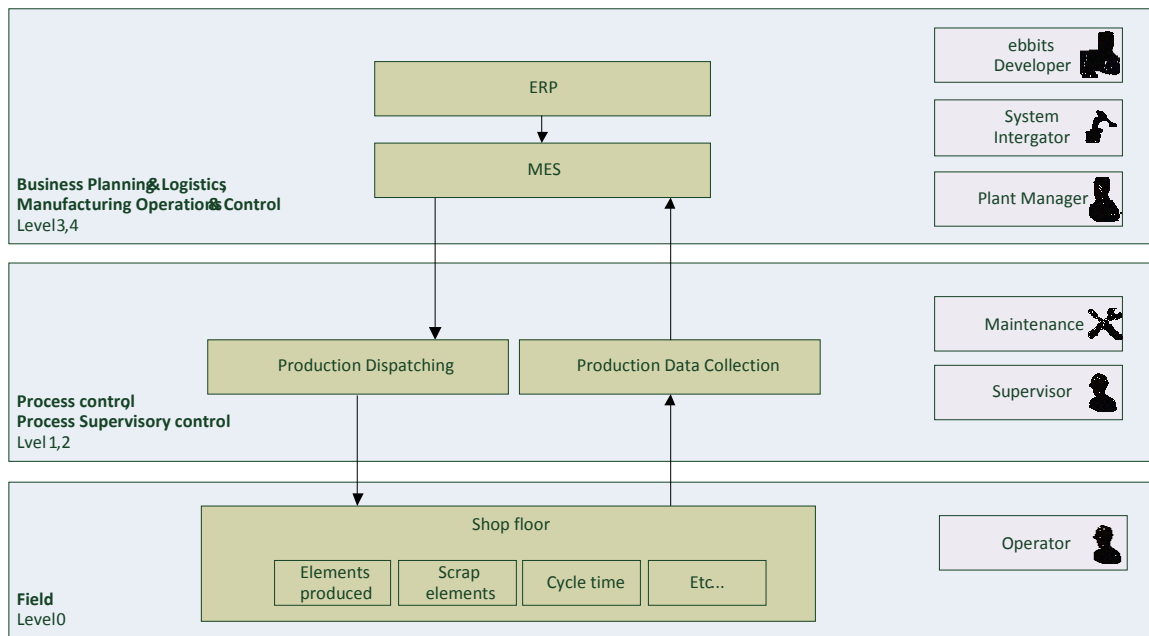 ebbits
Developer
ERP
System
Intergator
MES
Business Planning & Logistics,
Manufacturing Operations & Control
Level 3,4
Plant Manager
Maintenance
Production Dispatching
Production Data Collection
Supervisor
Process control,
Process Supervisory control
Lvel 1,2
Shop floor
Operator
Elements
produced
Scrap
elements
Cycle time
Etc...
Field
Level 0